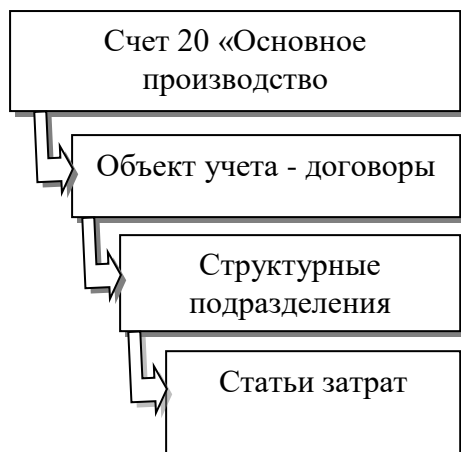 Счет 20 «Основное
производство
Объект учета - договоры
Структурные
подразделения
Статьи затрат